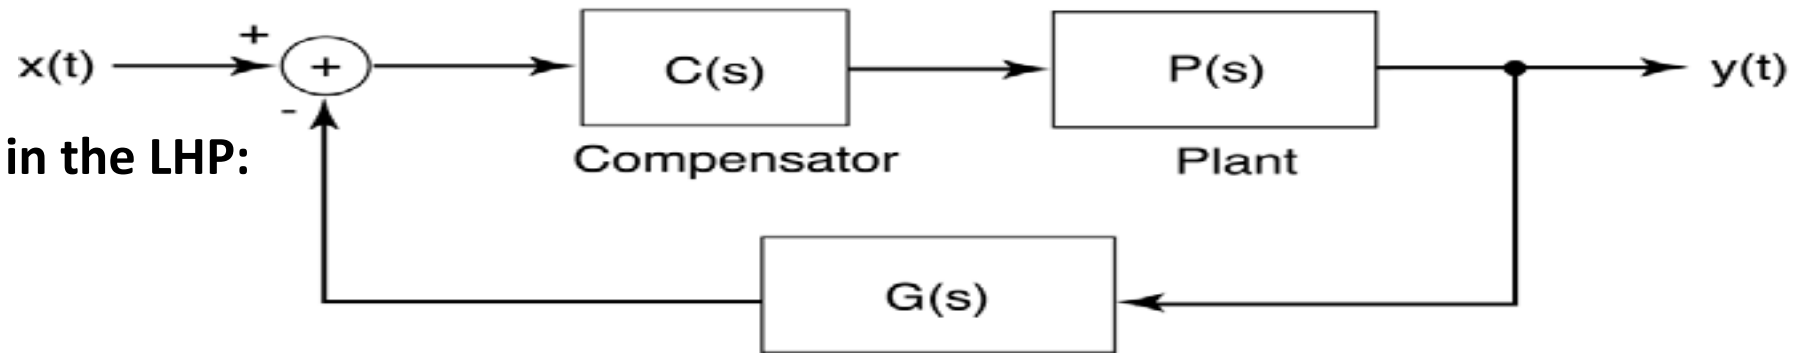 x(t) + + C(s) P(s) y(t)
-
in the LHP: Compensator Plant
G(s)